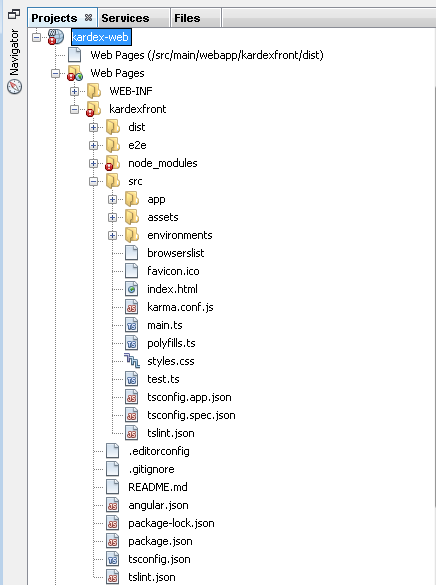 Projects Services Files
Navigator
kardex-web
Web Pages (/src/main/webapp/kardexfront/dist)
Web Pages
WEB-INF
kardexfront
dist
e2e
node_modules
src
app
assets
environments
browserslist
favicon.ico
index.html
karma.conf.js
main.ts
polyfills.ts
styles.css
test.ts
tsconfig.app.json
tsconfig.spec.json
tslint.json
.editorconfig
.gitignore
README.md
angular.json
package-lock.json
package.json
tsconfig.json
tslint.json